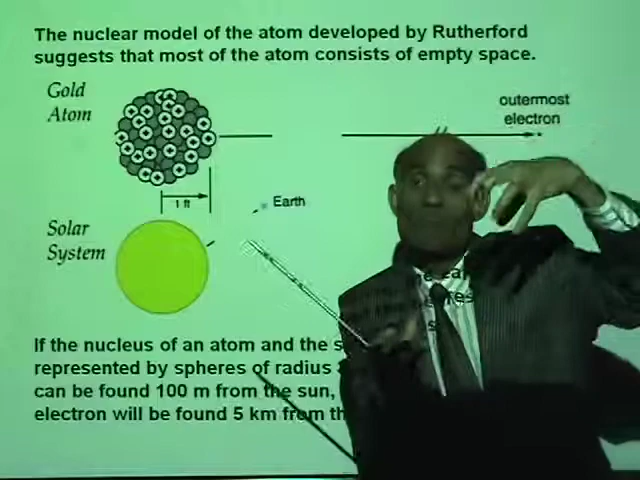 The nuclear model of the atom developed by Rutherford
suggests that most of the atom consists of empty space.
Gold
Atom
outermost
electron
1 ft
Earth
Solar
System
If the nucleus of an atom and the s
represented by spheres of radius
can be found 100 m from the sun,
electron will be found 5 km from th